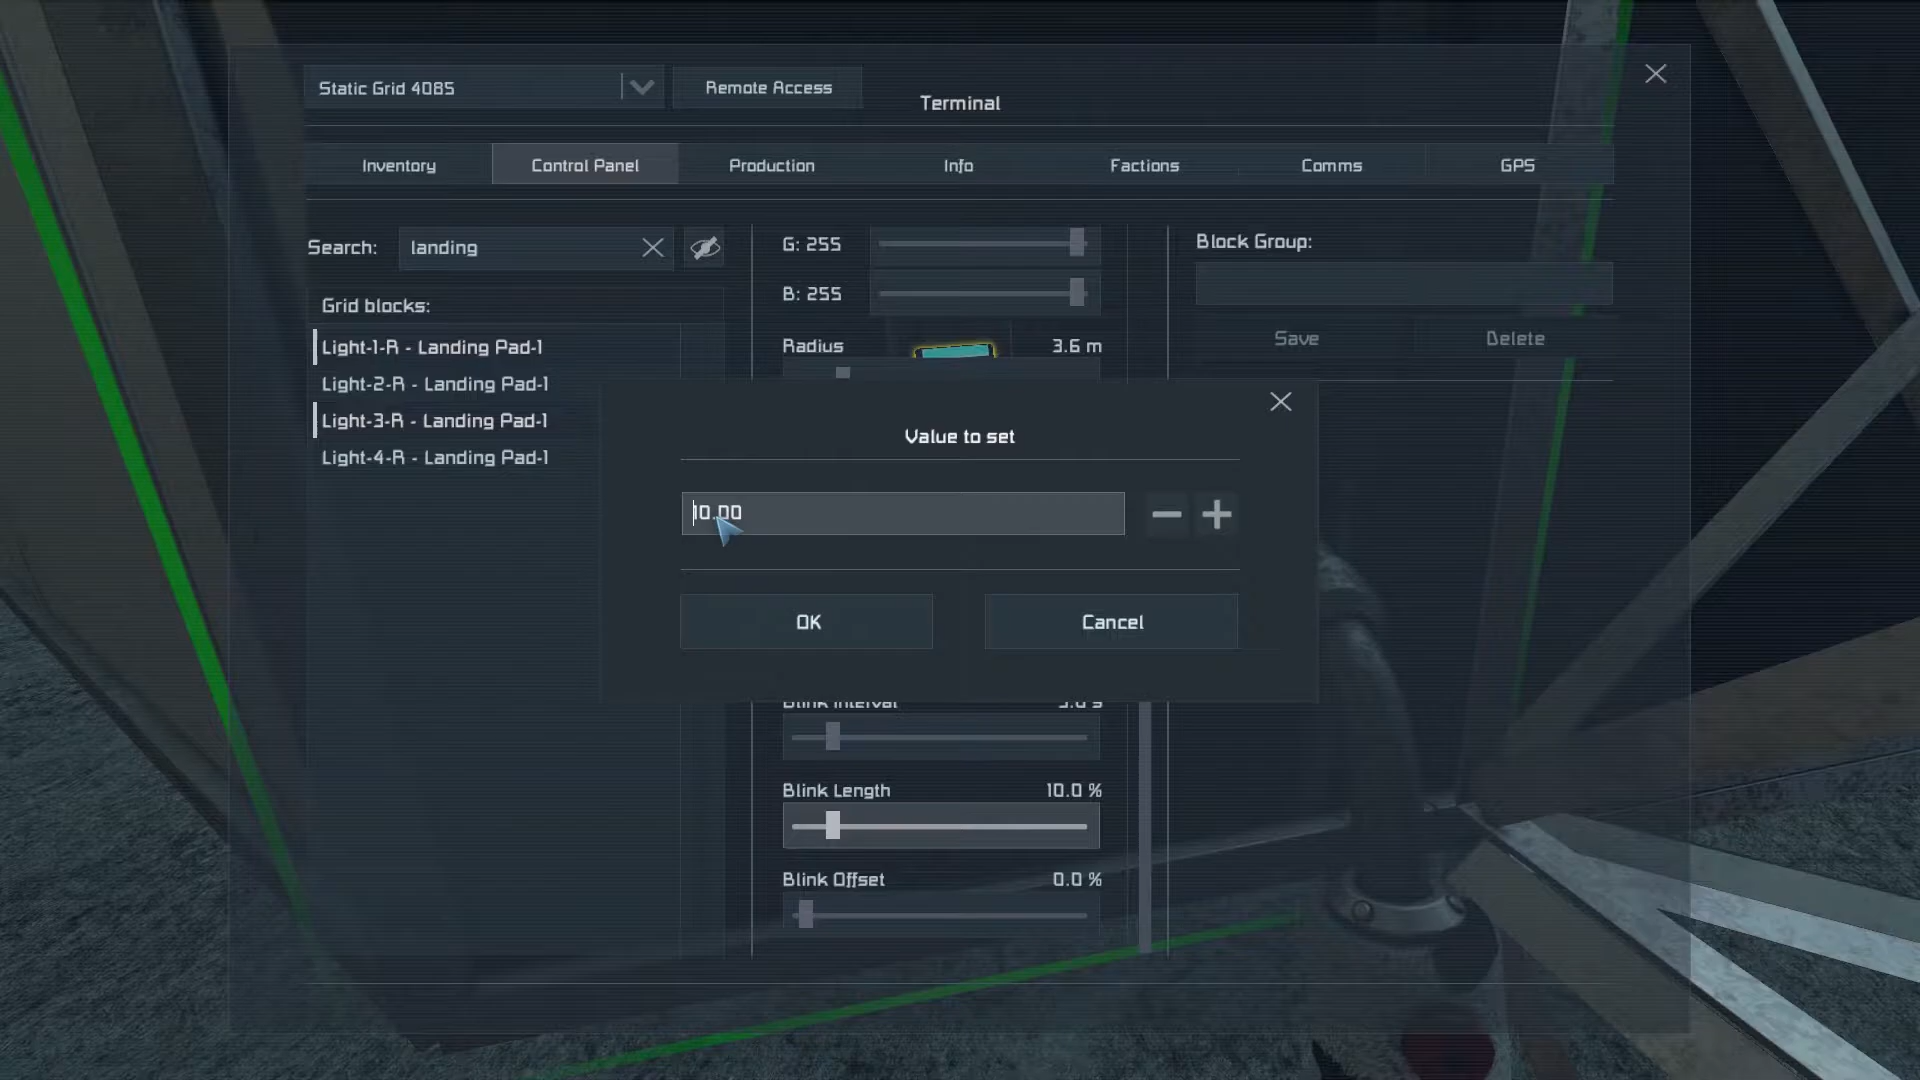 Static Grid 4085
Remote Access
Terminal
Inventory
Control Panel
Production
Info
Factions
Comms
GPS
Search:
landing
Grid blocks:
Light-1-R - Landing Pad-1
Light-2-R - Landing Pad-1
Light-3-R - Landing Pad-1
Light-4-R - Landing Pad-1
G: 255
B: 255
Radius
3.6 m
Block Group:
Save
Delete
Value to set
10.00
OK
Cancel
Blink Interval
Blink Length
10.0 %
Blink Offset
0.0 %